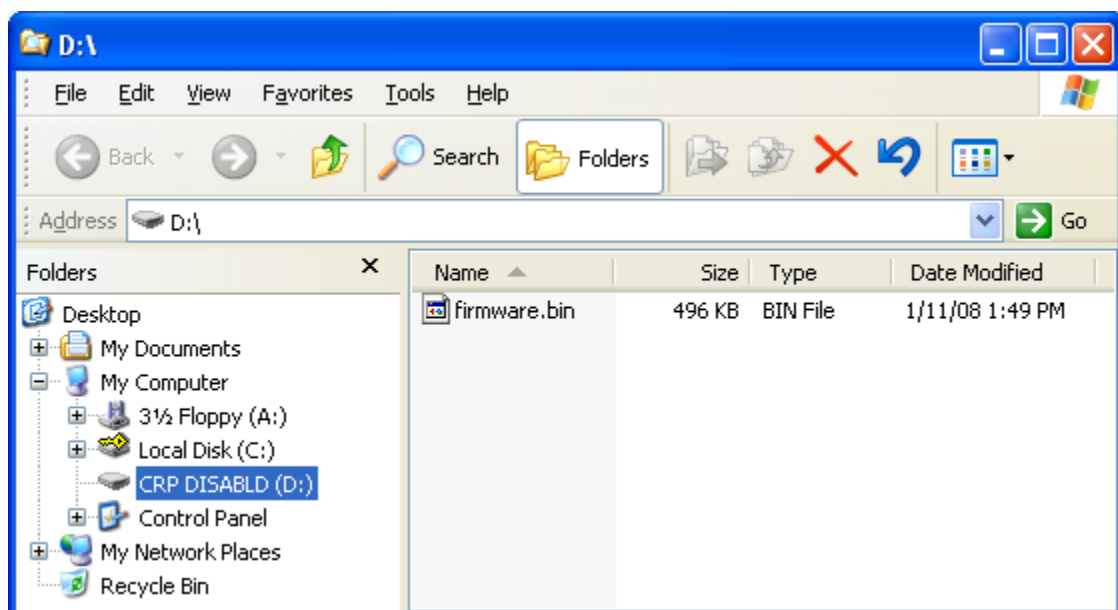 D:\
File Edit View Favorites Tools Help
Back Search Folders
Address D:\ Go
Folders x
Name Size Type Date Modified
firmware.bin 496 KB BIN File 1/11/08 1:49 PM
Desktop
My Documents
My Computer
3½ Floppy (A:)
Local Disk (C:)
CRP DISABLD (D:)
Control Panel
My Network Places
Recycle Bin